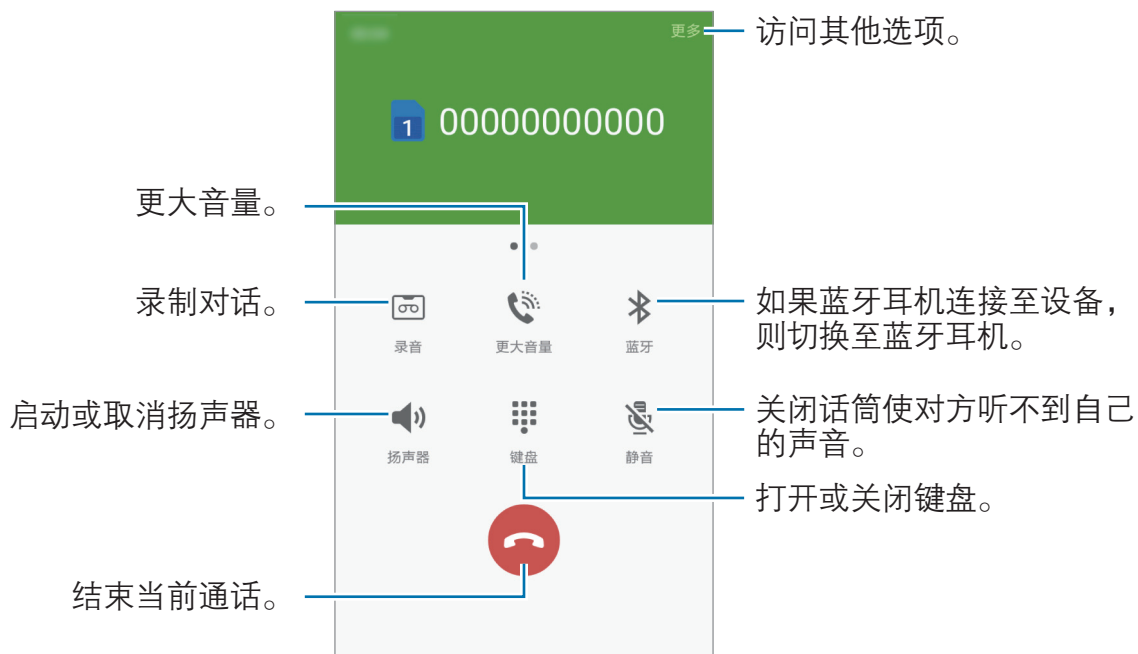 更多
访问其他选项。
1 00000000000
更大音量。
录制对话。
录音
更大音量
蓝牙
如果蓝牙耳机连接至设备，
则切换至蓝牙耳机。
启动或取消扬声器。
扬声器
键盘
静音
关闭话筒使对方听不到自己
的声音。
打开或关闭键盘。
结束当前通话。